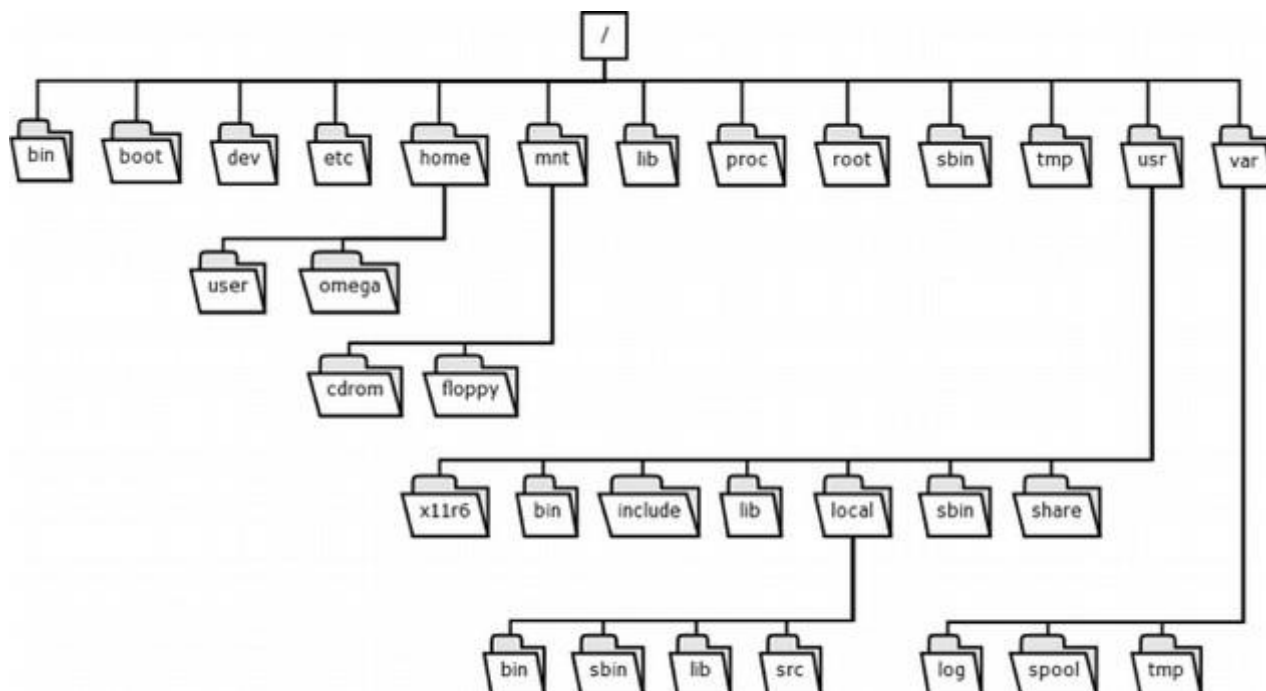 /
bin boot dev etc home mnt lib proc root sbin tmp usr var
user omega
cdrom floppy
x11r6 bin include lib local sbin share
bin sbin lib src log spool tmp